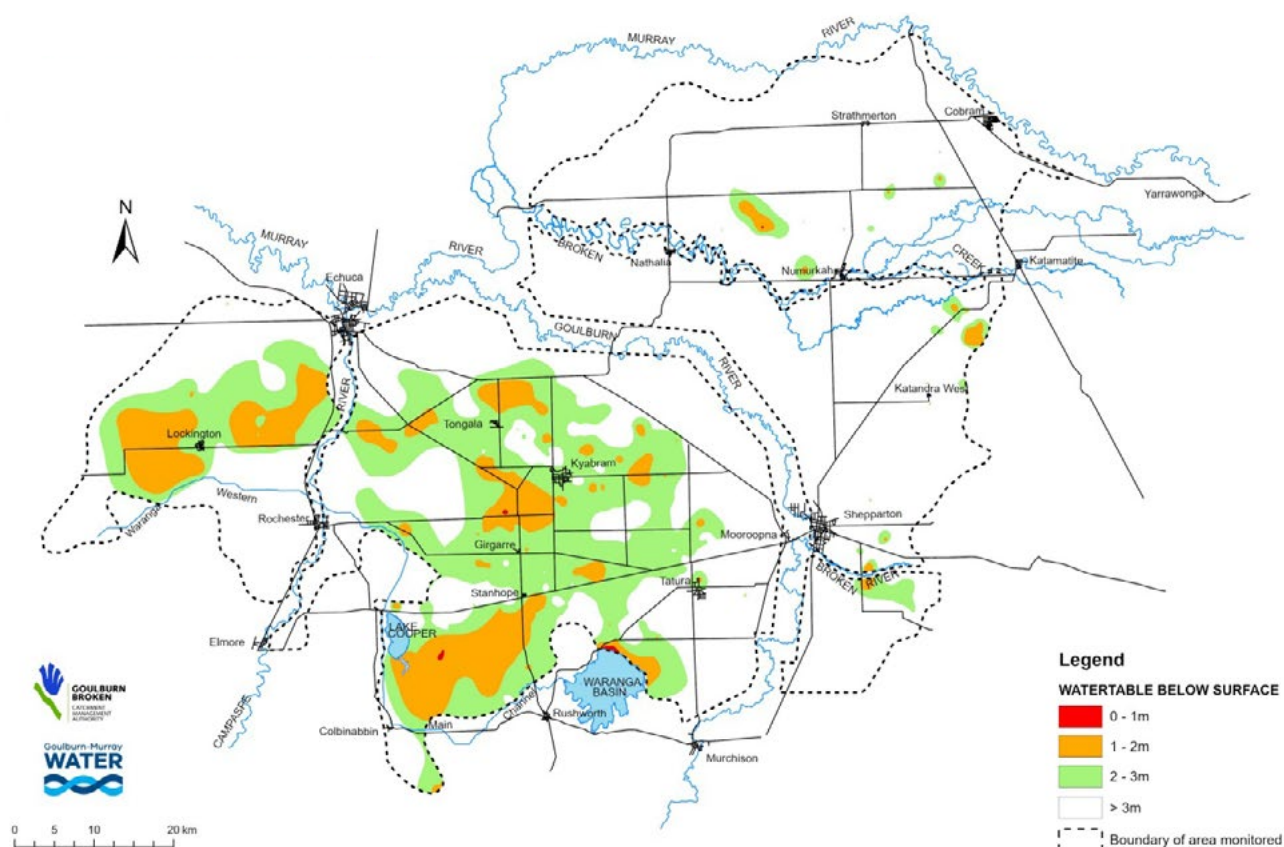 MURRAY
RIVER
Strathmerton
Cobram
Yarrawonga
N
MURRAY
RIVER
BROKEN
Nathalia
Numurkah
CREEK
Katamatite
Echuca
GOULBURN
RIVER
Katandra Wes
RIVER
Lockington
Tongala
Kyabram
Waranga
Western
Rochester
Girgarre
Mooroopna
Shepparton
BROKEN
RIVER
Tatura
Stanhope
Elmore
LAKE
COOPER
CAMPASPE
Colbinabbin
Main
Channel
WARANGA
BASIN
Rushworth
Murchison
GOULBURN
BROKEN
CATCHMENT
MANAGEMENT
AUTHORITY
Goulburn-Murray
WATER
0 5 10 20 km
Legend
WATERTABLE BELOW SURFACE
0 - 1m
1 - 2m
2 - 3m
> 3m
Boundary of area monitored